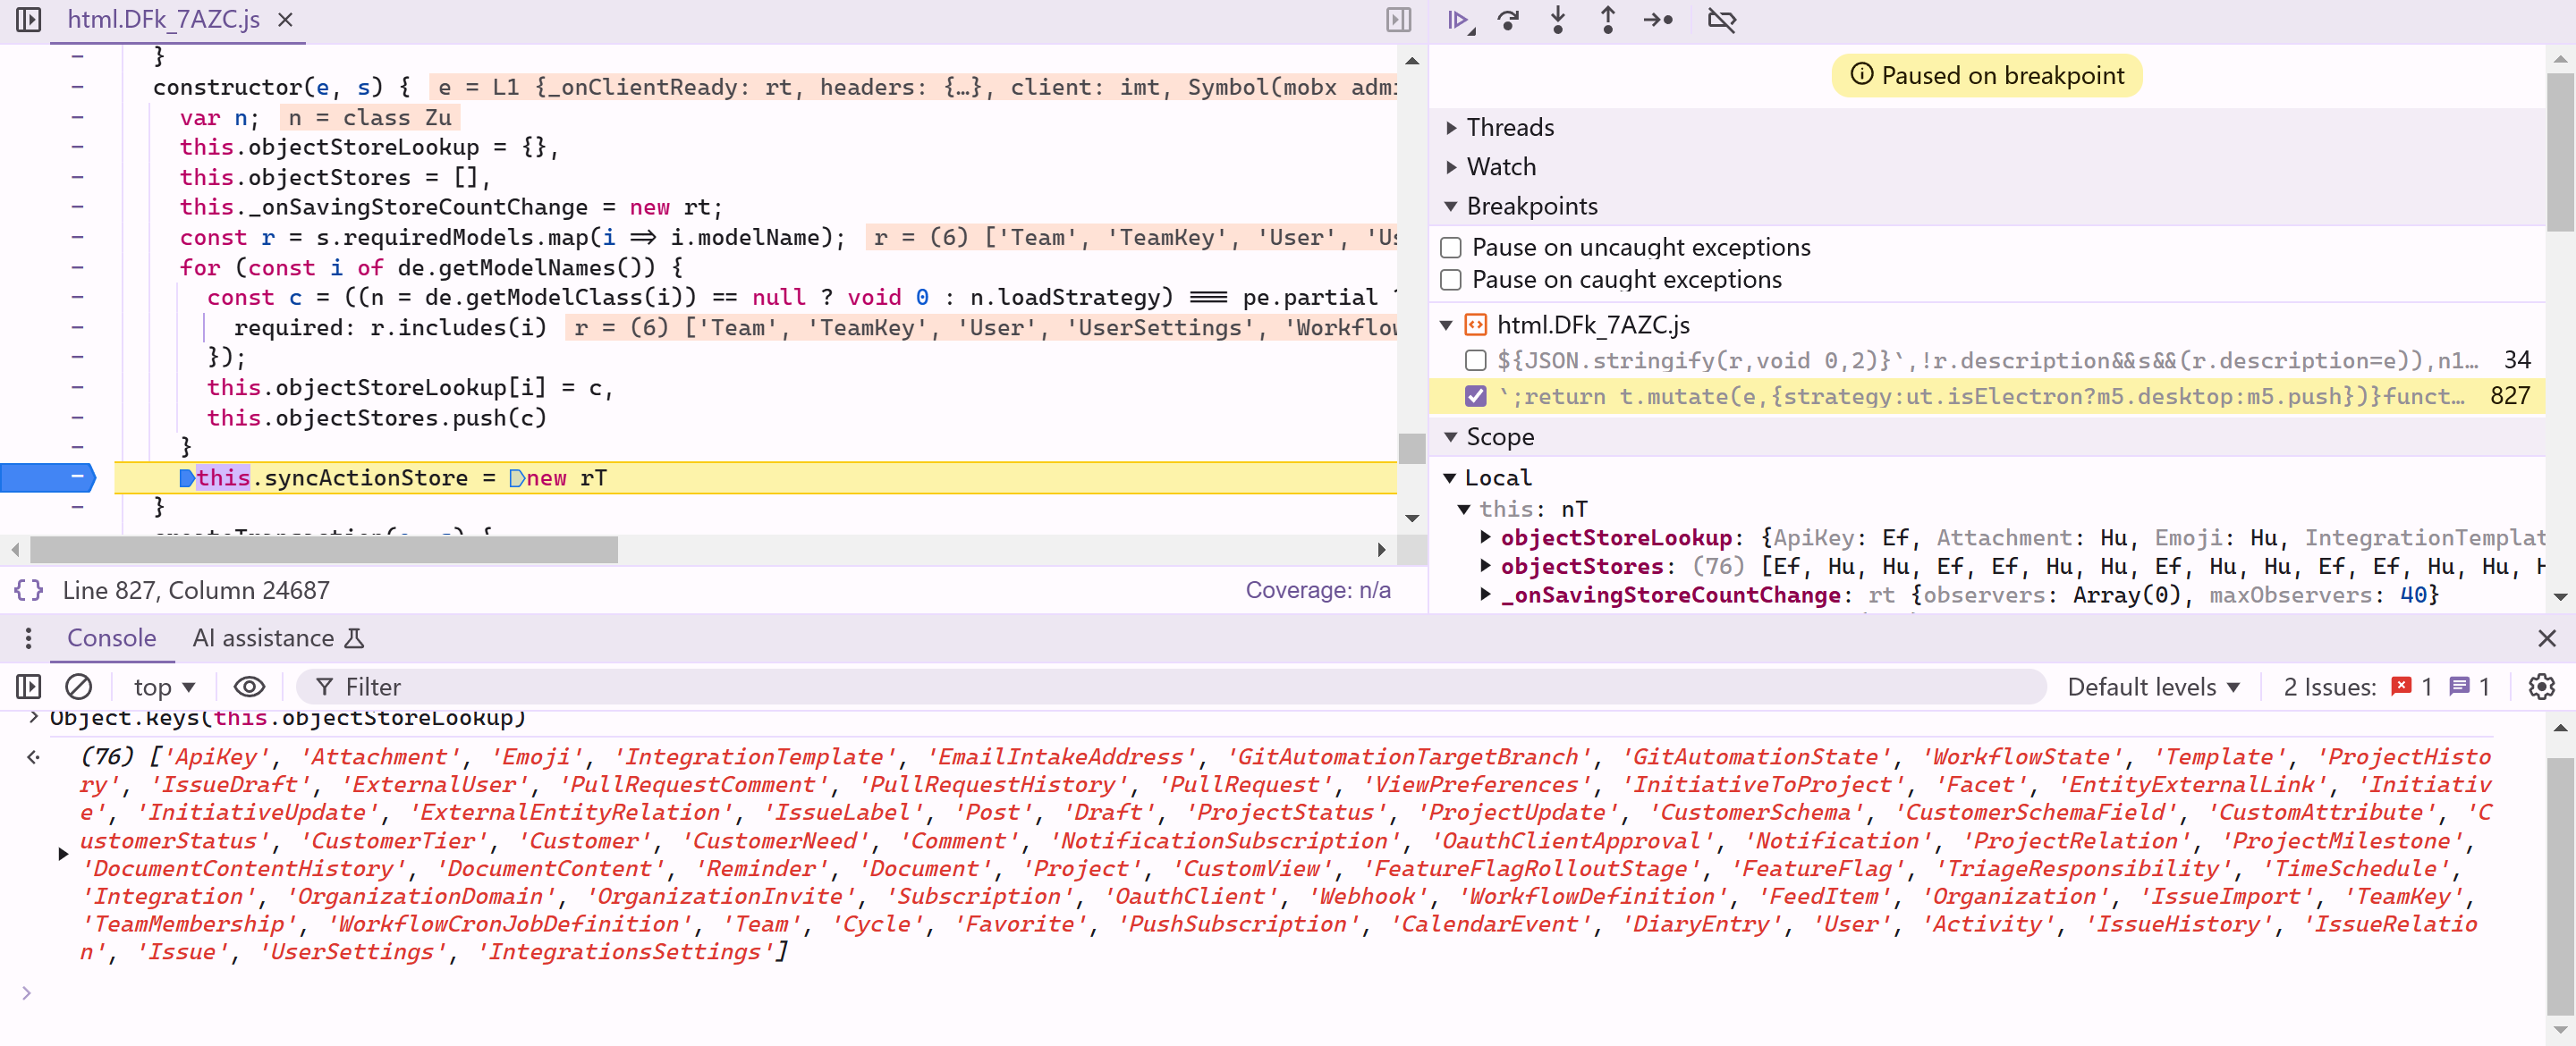 html.DFk_7AZC.js
}
constructor(e, s) { e = L1 {_onClientReady: rt, headers: {…}, client: imt, Symbol(mobx admi
var n; n = class Zu
this.objectStoreLookup = {},
this.objectStores = [],
this._onSavingStoreCountChange = new rt;
const r = s.requiredModels.map(i => i.modelName); r = (6) ['Team', 'TeamKey', 'User', 'Us
for (const i of de.getModelNames()) {
const c = ((n = de.getModelClass(i)) == null ? void 0 : n.loadStrategy) === pe.partial ?
required: r.includes(i) r = (6) ['Team', 'TeamKey', 'User', 'UserSettings', 'Workflow
});
this.objectStoreLookup[i] = c,
this.objectStores.push(c)
}
this.syncActionStore = new rT
}
createTransaction(e, s) {
{} Line 827, Column 24687
Coverage: n/a
Paused on breakpoint
Threads
Watch
Breakpoints
Pause on uncaught exceptions
Pause on caught exceptions
html.DFk_7AZC.js
${JSON.stringify(r,void 0,2)}`,!r.description&&s&&(r.description=e)),n1… 34
`;return t.mutate(e,{strategy:ut.isElectron?m5.desktop:m5.push})}funct… 827
Scope
Local
this: nT
objectStoreLookup: {ApiKey: Ef, Attachment: Hu, Emoji: Hu, IntegrationTemplat
objectStores: (76) [Ef, Hu, Hu, Ef, Ef, Hu, Hu, Ef, Hu, Hu, Ef, Ef, Hu, Hu, H
_onSavingStoreCountChange: rt {observers: Array(0), maxObservers: 40}
Console AI assistance
top Filter Default levels 2 Issues: 1 1
Object.keys(this.objectStoreLookup)
(76) ['ApiKey', 'Attachment', 'Emoji', 'IntegrationTemplate', 'EmailIntakeAddress', 'GitAutomationTargetBranch', 'GitAutomationState', 'WorkflowState', 'Template', 'ProjectHisto
ry', 'IssueDraft', 'ExternalUser', 'PullRequestComment', 'PullRequestHistory', 'PullRequest', 'ViewPreferences', 'InitiativeToProject', 'Facet', 'EntityExternalLink', 'Initiativ
e', 'InitiativeUpdate', 'ExternalEntityRelation', 'IssueLabel', 'Post', 'Draft', 'ProjectStatus', 'ProjectUpdate', 'CustomerSchema', 'CustomerSchemaField', 'CustomAttribute', 'C
ustomerStatus', 'CustomerTier', 'Customer', 'CustomerNeed', 'Comment', 'NotificationSubscription', 'OauthClientApproval', 'Notification', 'ProjectRelation', 'ProjectMilestone',
'DocumentContentHistory', 'DocumentContent', 'Reminder', 'Document', 'Project', 'CustomView', 'FeatureFlagRolloutStage', 'FeatureFlag', 'TriageResponsibility', 'TimeSchedule',
'Integration', 'OrganizationDomain', 'OrganizationInvite', 'Subscription', 'OauthClient', 'Webhook', 'WorkflowDefinition', 'FeedItem', 'Organization', 'IssueImport', 'TeamKey',
'TeamMembership', 'WorkflowCronJobDefinition', 'Team', 'Cycle', 'Favorite', 'PushSubscription', 'CalendarEvent', 'DiaryEntry', 'User', 'Activity', 'IssueHistory', 'IssueRelatio
n', 'Issue', 'UserSettings', 'IntegrationsSettings']